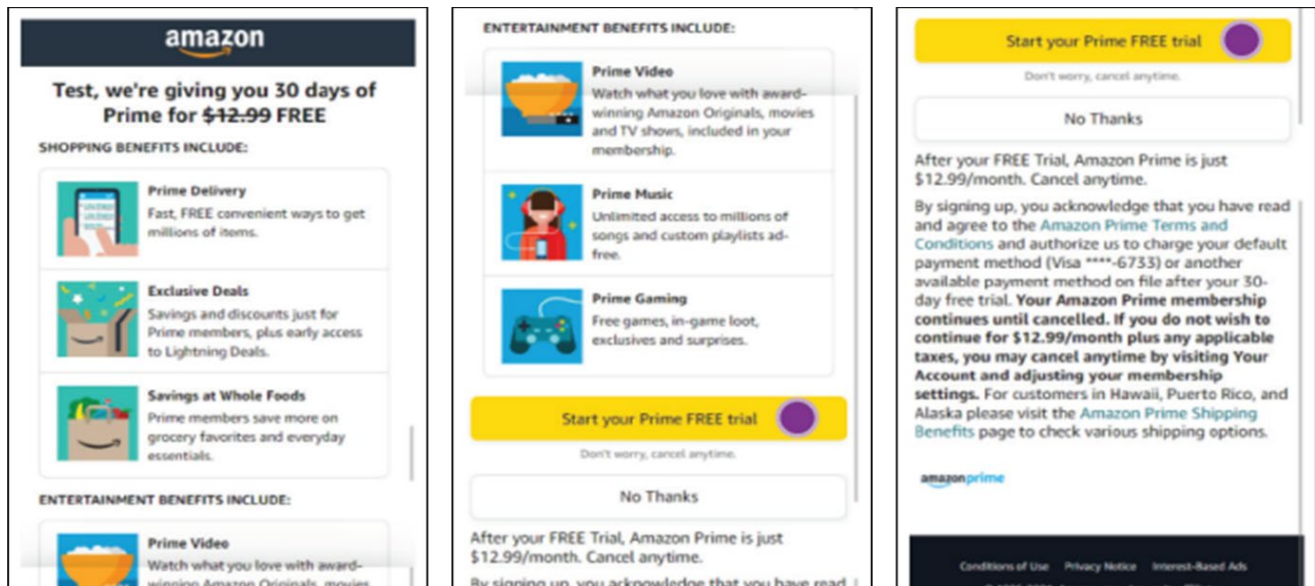 amazon
Test, we're giving you 30 days of
Prime for $12.99 FREE
SHOPPING BENEFITS INCLUDE:
Prime Delivery
Fast, FREE convenient ways to get
millions of items.
Exclusive Deals
Savings and discounts just for
Prime members, plus early access
to Lightning Deals.
Savings at Whole Foods
Prime members save more on
grocery favorites and everyday
essentials.
ENTERTAINMENT BENEFITS INCLUDE:
Prime Video
Watch what you love with award-
winning Amazon Originals, movies
ENTERTAINMENT BENEFITS INCLUDE:
Prime Video
Watch what you love with award-
winning Amazon Originals, movies
and TV shows, included in your
membership.
Prime Music
Unlimited access to millions of
songs and custom playlists ad-
free.
Prime Gaming
Free games, in-game loot,
exclusives and surprises.
Start your Prime FREE trial
Don't worry, cancel anytime.
No Thanks
After your FREE Trial, Amazon Prime is just
$12.99/month. Cancel anytime.
By signing up, you acknowledge that you have read
Start your Prime FREE trial
Don't worry, cancel anytime.
No Thanks
After your FREE Trial, Amazon Prime is just
$12.99/month. Cancel anytime.
By signing up, you acknowledge that you have read
and agree to the Amazon Prime Terms and
Conditions and authorize us to charge your default
payment method (Visa ****-6733) or another
available payment method on file after your 30-
day free trial. Your Amazon Prime membership
continues until cancelled. If you do not wish to
continue for $12.99/month plus any applicable
taxes, you may cancel anytime by visiting Your
Account and adjusting your membership
settings. For customers in Hawaii, Puerto Rico, and
Alaska please visit the Amazon Prime Shipping
Benefits page to check various shipping options.
amazonprime
Conditions of Use Privacy Notice Interest-Based Ads